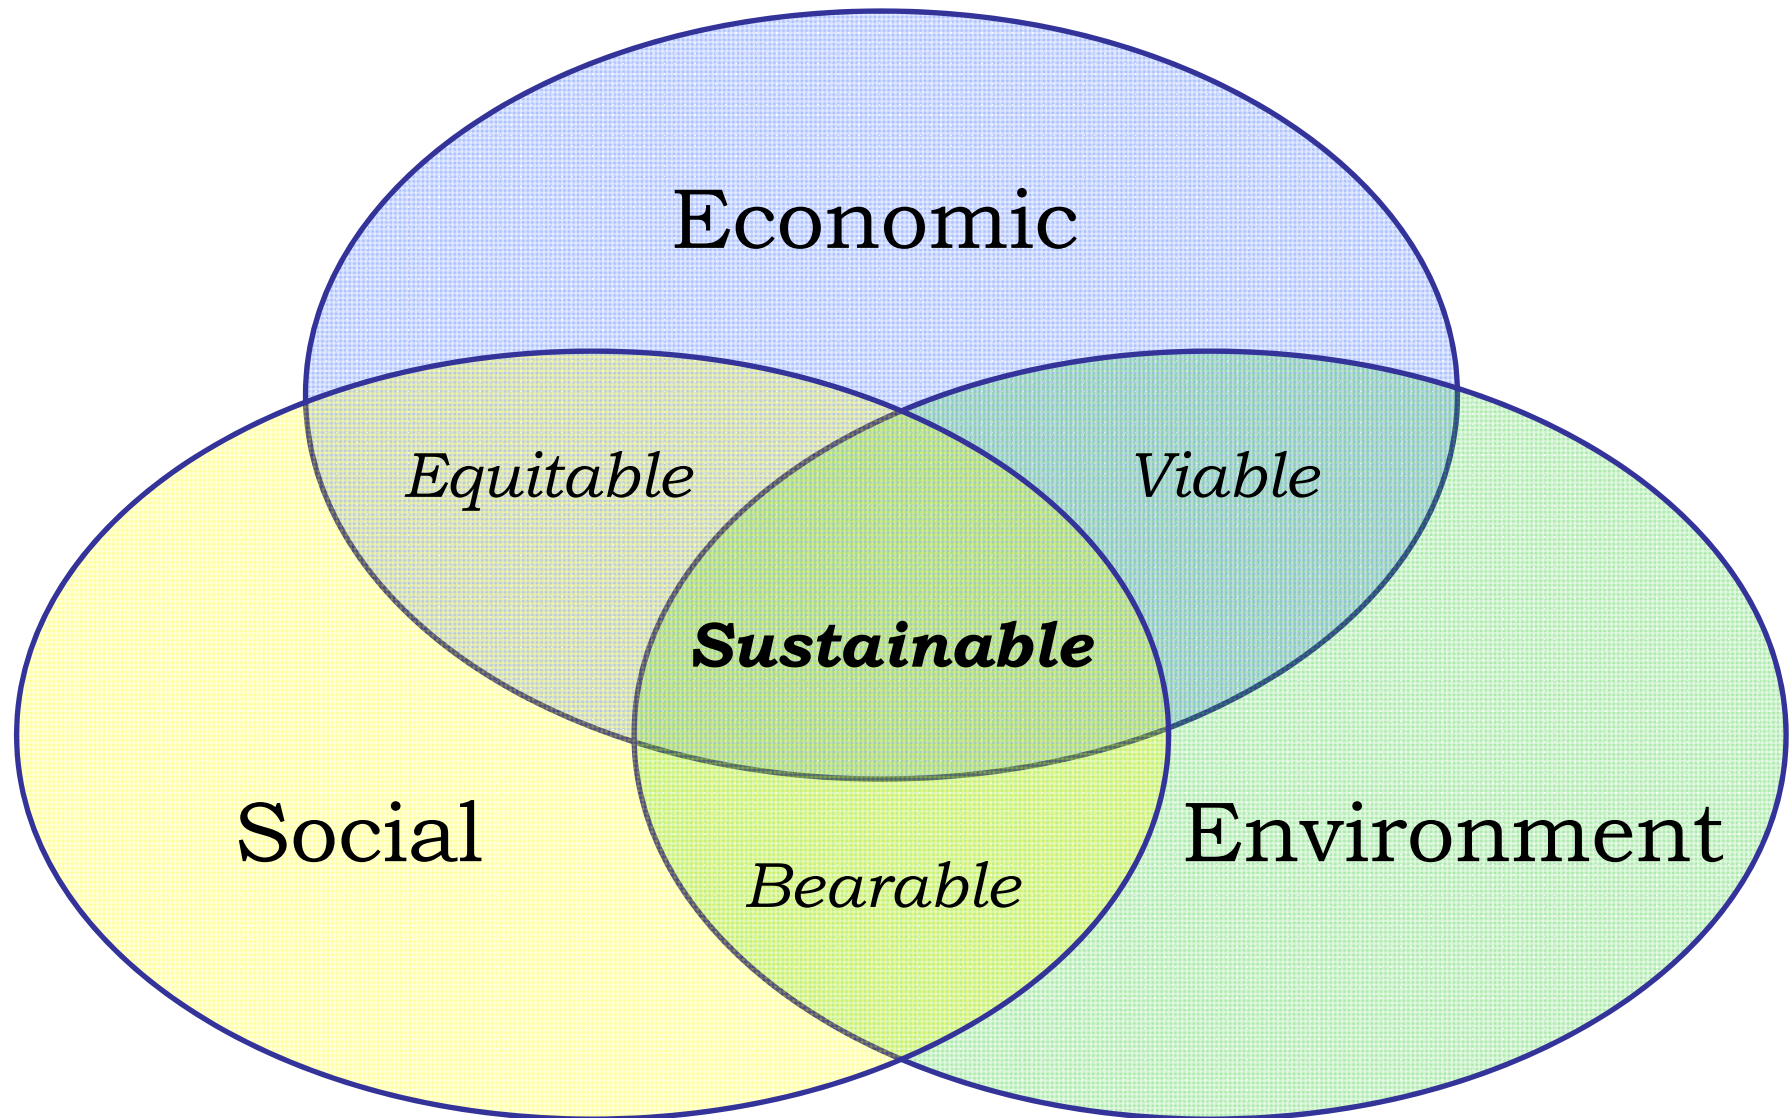 Economic
Equitable
Viable
Sustainable
Social
Environment
Bearable